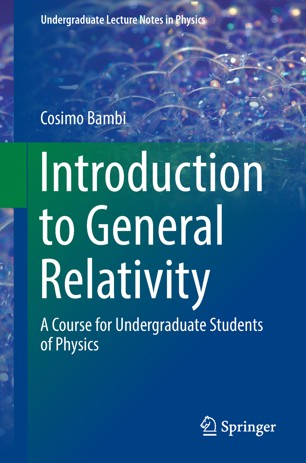 Undergraduate Lecture Notes in Physics
Cosimo Bambi
Introduction
to General
Relativity
A Course for Undergraduate Students
of Physics
Springer